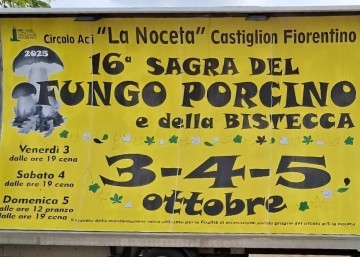 Circolo Aci "La Noceta" Castiglion Fiorentino
2025
16ª SAGRA DEL
FUNGO PORCINO
e della BISTECCA
Venerdì 3
dalle ore 19 cena
Sabato 4
dalle ore 19 cena
Domenica 5
dalle ore 12 pranzo
dalle ore 19 cena
3-4-5
ottobre